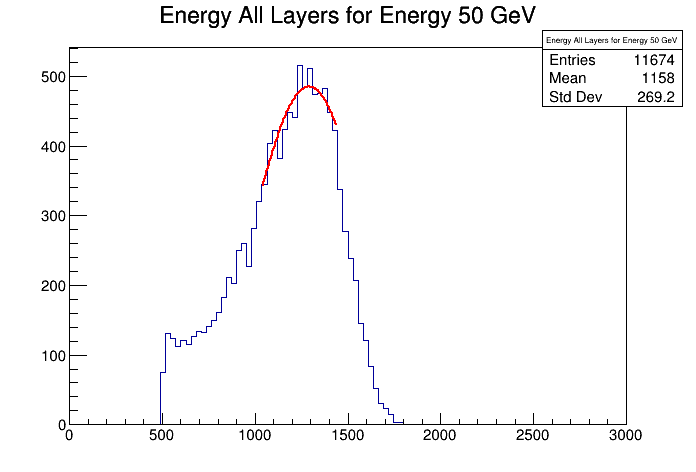 Energy All Layers for Energy 50 GeV
Energy All Layers for Energy 50 GeV
Entries 11674
Mean 1158
Std Dev 269.2
500
400
300
200
100
0
0 500 1000 1500 2000 2500 3000